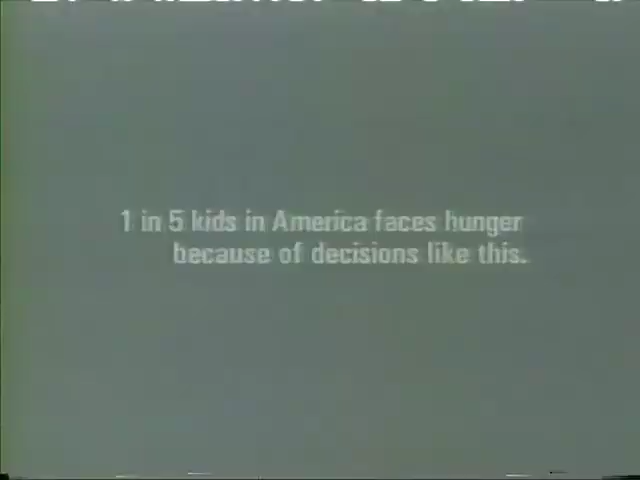 1 in 5 kids in America faces hunger
because of decisions like this.